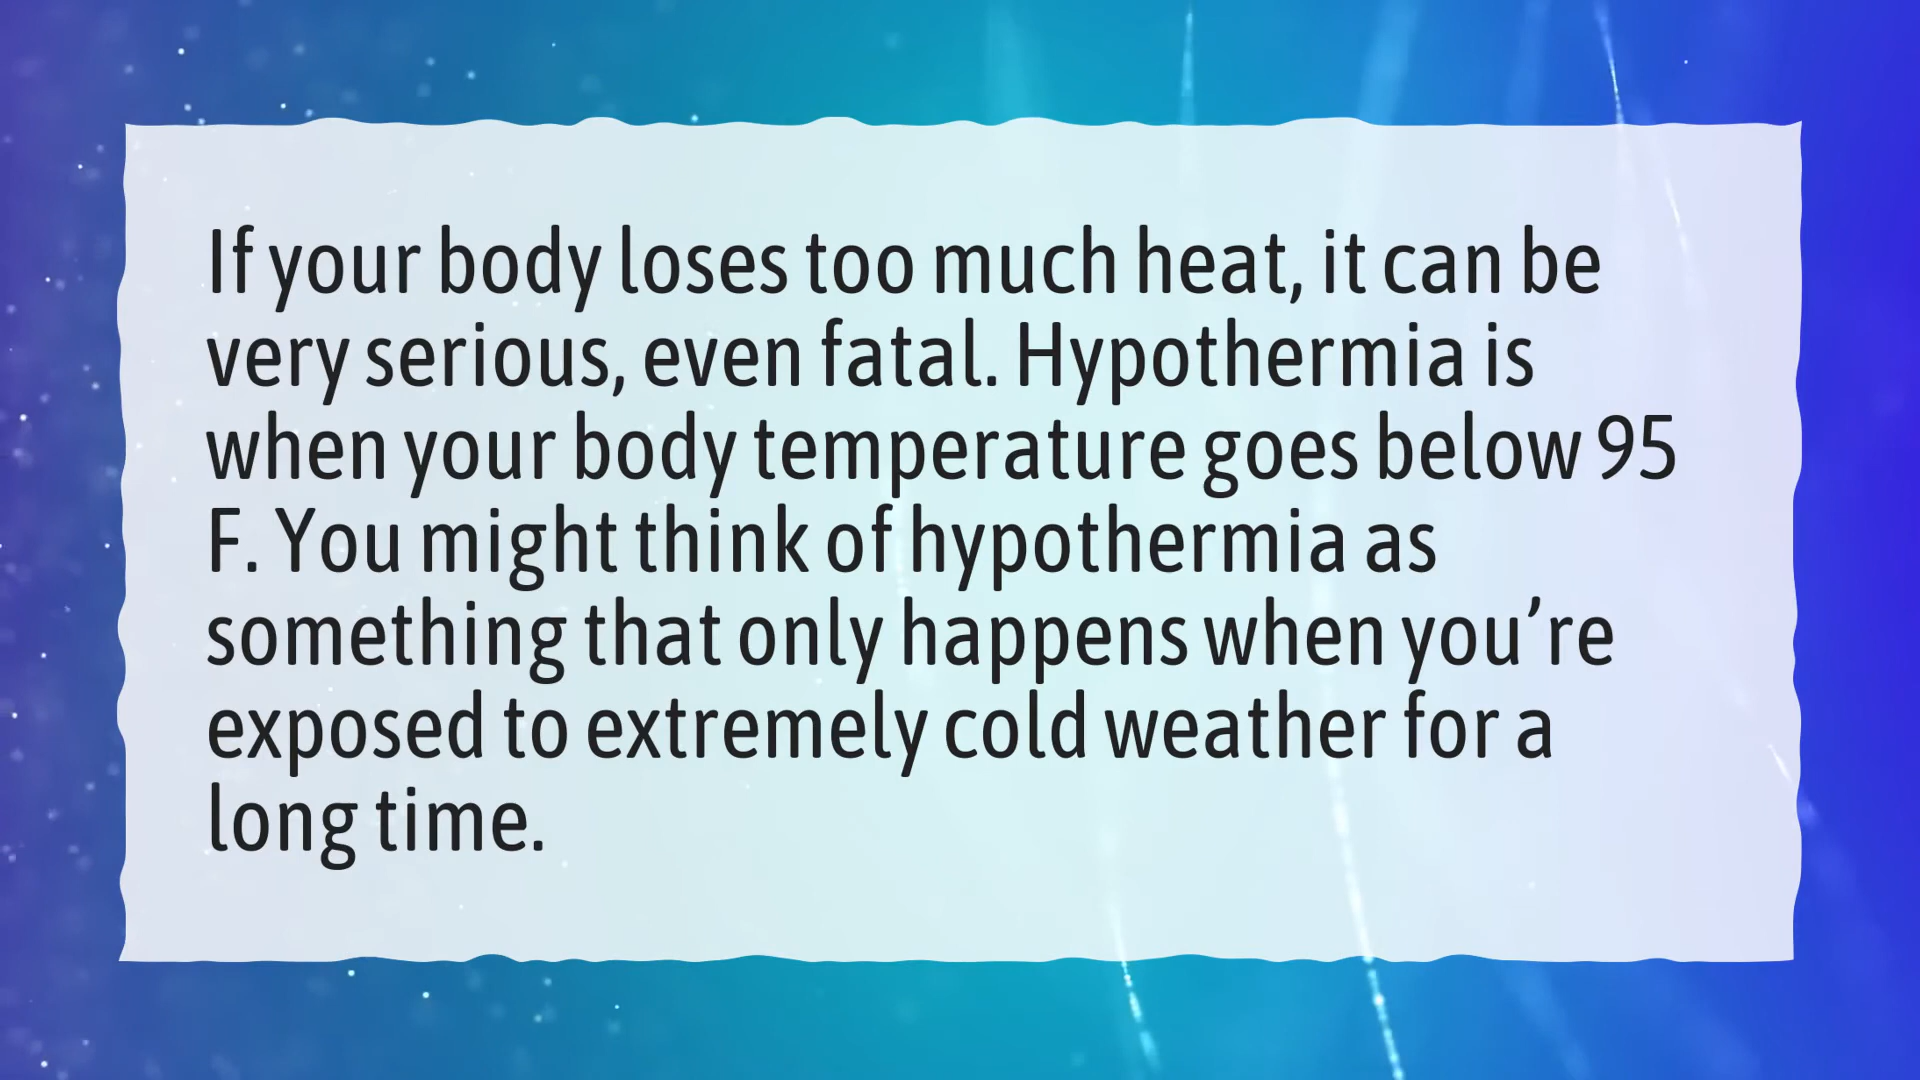 If your body loses too much heat, it can be
very serious, even fatal. Hypothermia is
when your body temperature goes below 95
F. You might think of hypothermia as
something that only happens when you’re
exposed to extremely cold weather for a
long time.